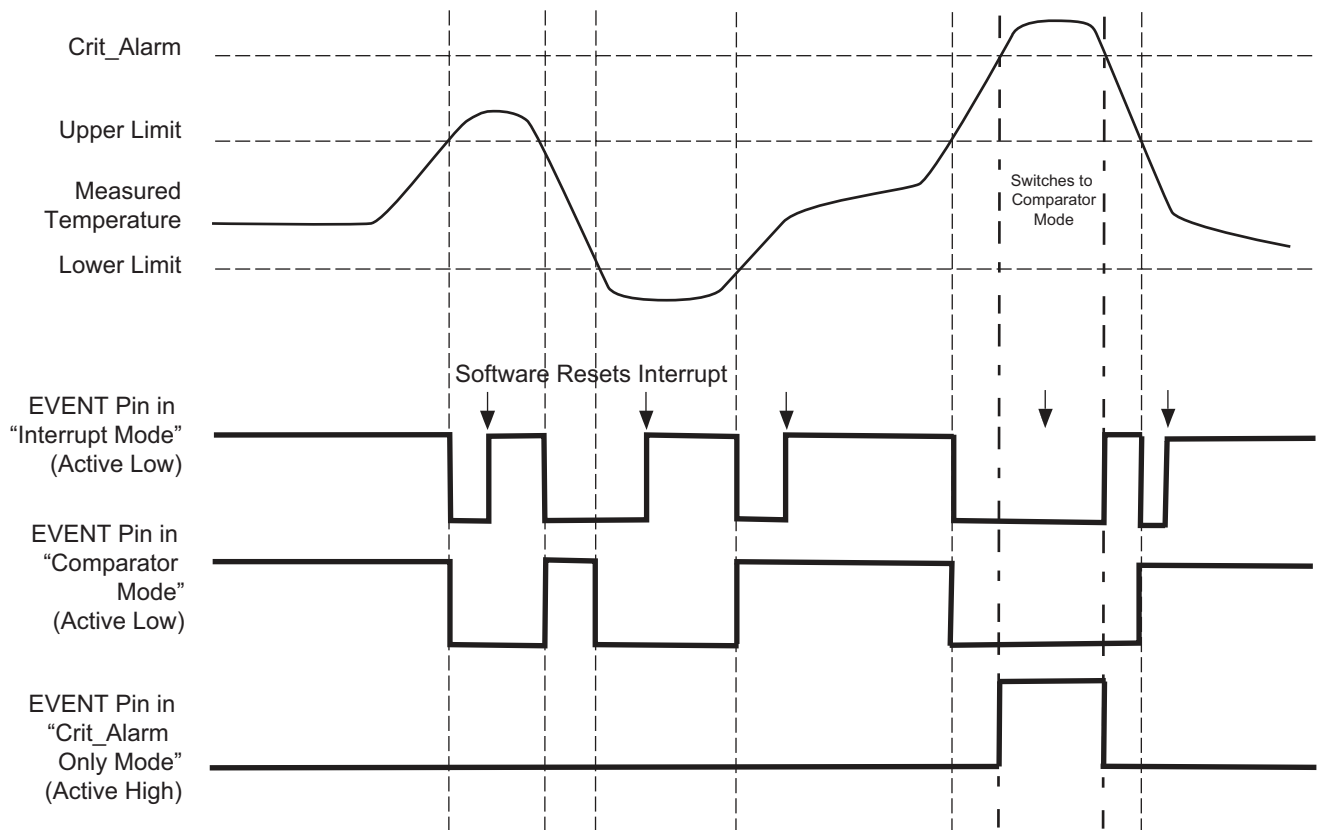 Crit_Alarm
Upper Limit
Measured
Temperature
Lower Limit
Switches to
Comparator
Mode
Software Resets Interrupt
EVENT Pin in
“Interrupt Mode”
(Active Low)
EVENT Pin in
“Comparator
Mode”
(Active Low)
EVENT Pin in
“Crit_Alarm
Only Mode”
(Active High)